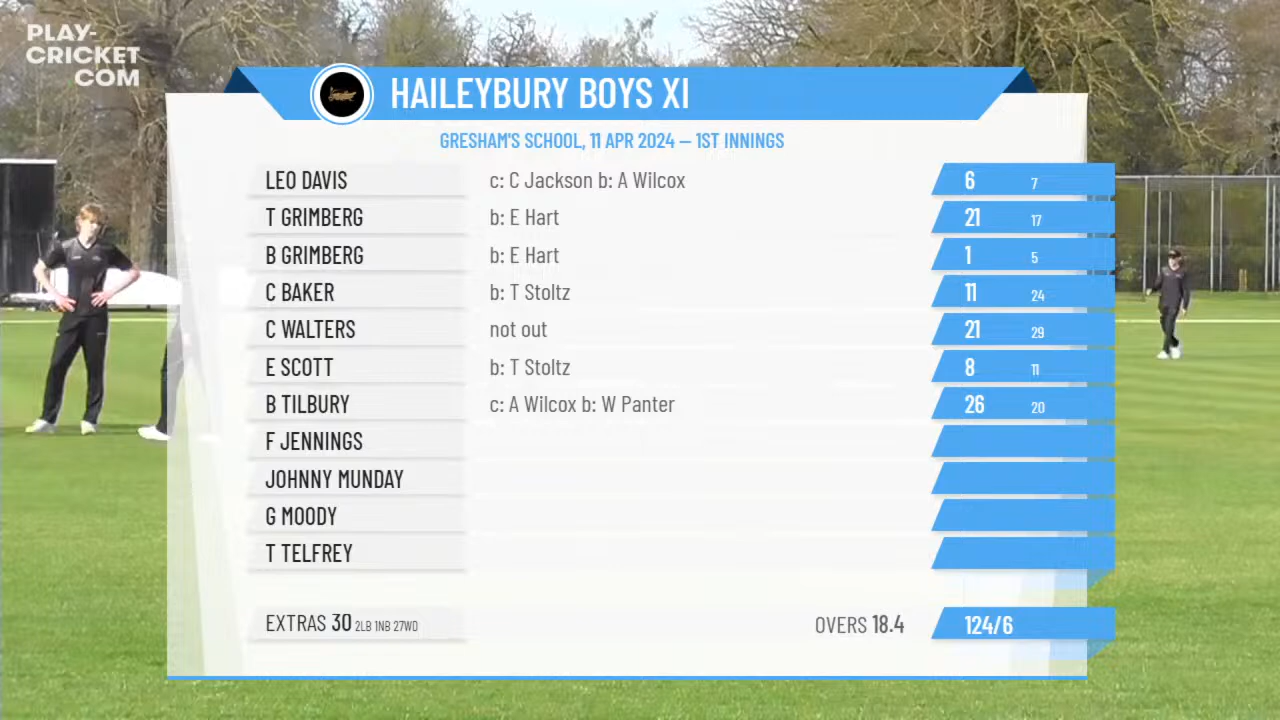 PLAY-
CRICKET
COM
HAILEYBURY BOYS XI
GRESHAM'S SCHOOL, 11 APR 2024 – 1ST INNINGS
LEO DAVIS c: C Jackson b: A Wilcox 6 7
T GRIMBERG b: E Hart 21 17
B GRIMBERG b: E Hart 1 5
C BAKER b: T Stoltz 11 24
C WALTERS not out 21 29
E SCOTT b: T Stoltz 8 11
B TILBURY c: A Wilcox b: W Panter 26 20
F JENNINGS
JOHNNY MUNDAY
G MOODY
T TELFREY
EXTRAS 30 2LB 1NB 27WD OVERS 18.4 124/6